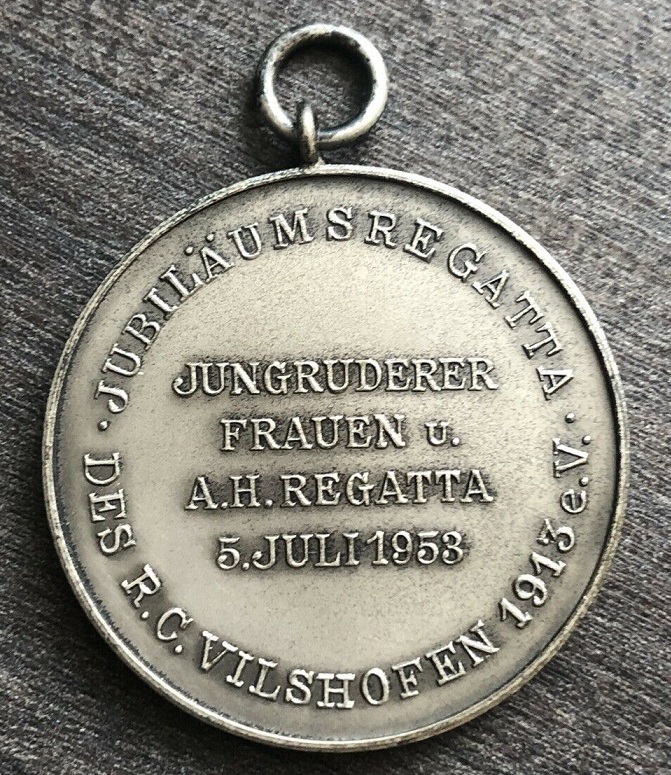 · JUBILÄUMSREGATTA ·
DES R.C. VILSHOFEN 1913 e.V.
JUNGRUDERER
FRAUEN u.
A.H. REGATTA
5. JULI 1953